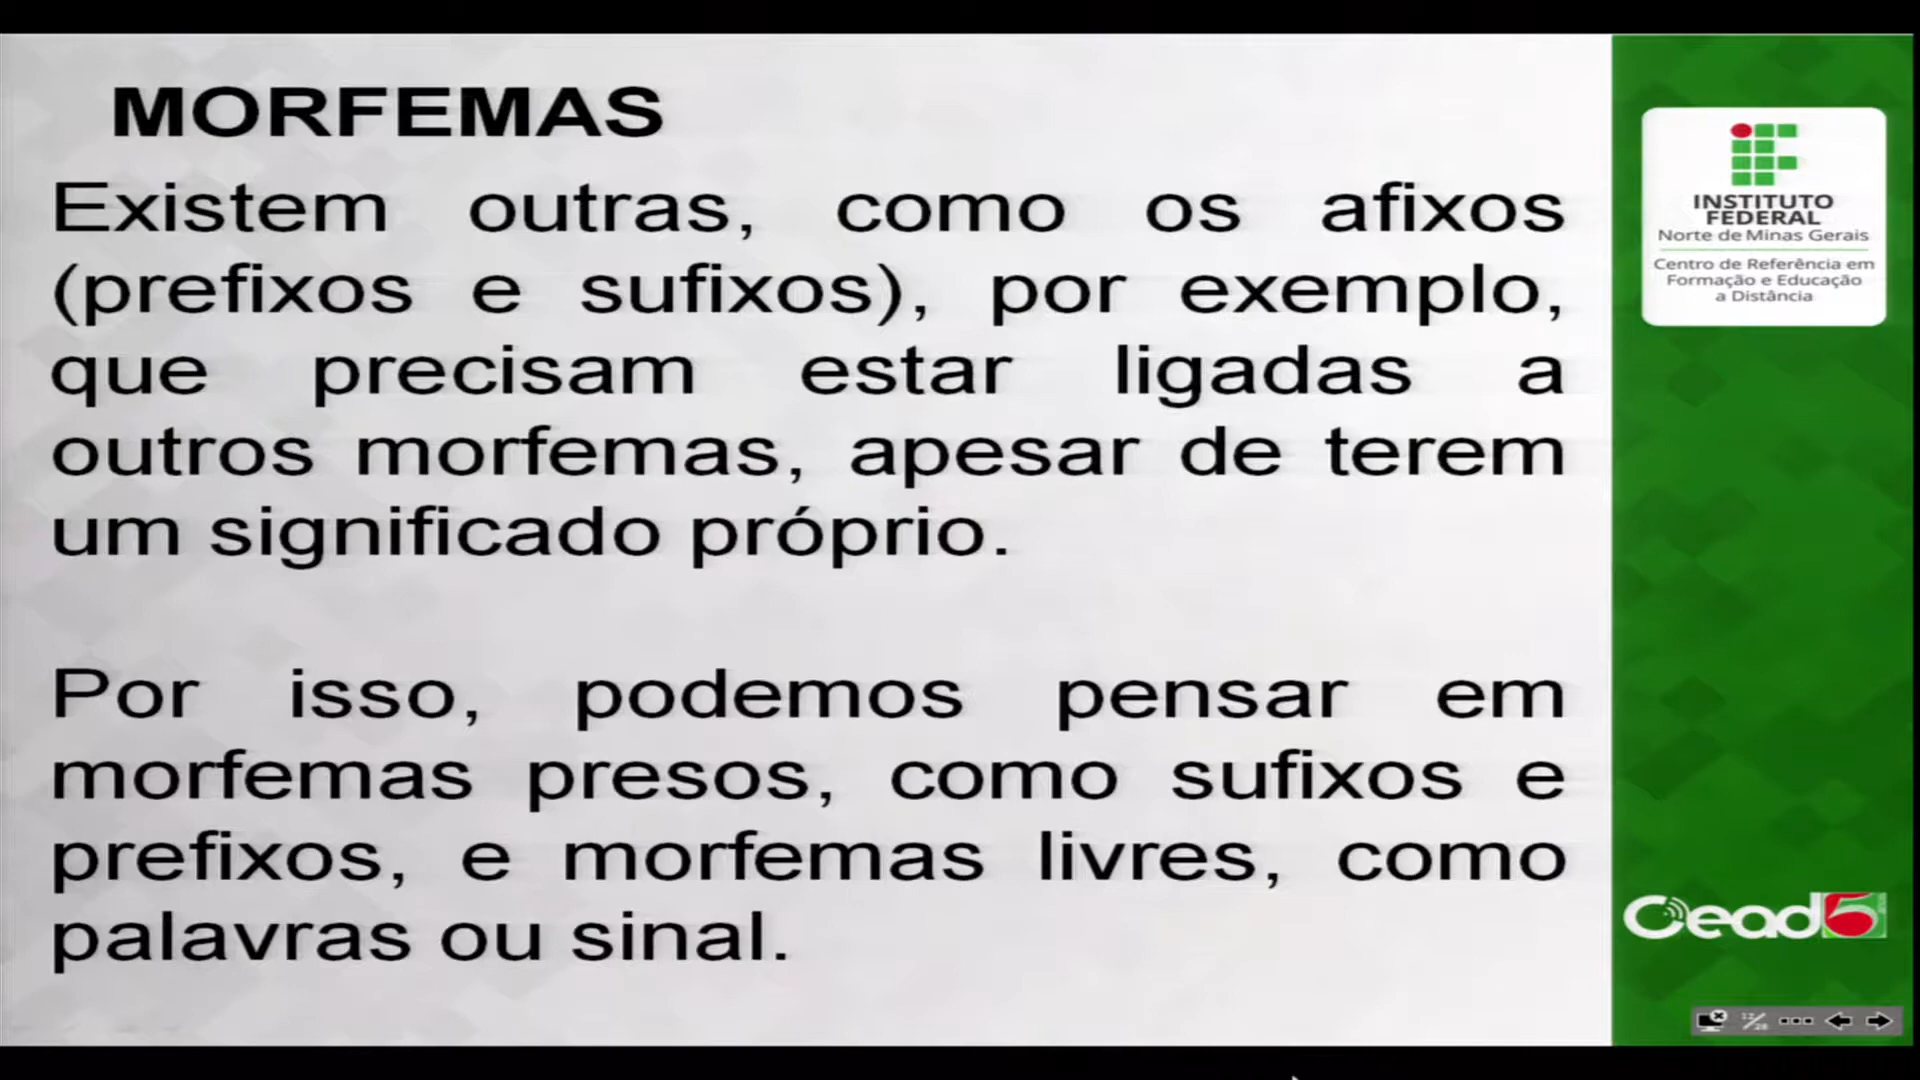 MORFEMAS
Existem outras, como os afixos
(prefixos e sufixos), por exemplo,
que precisam estar ligadas a
outros morfemas, apesar de terem
um significado próprio.
Por isso, podemos pensar em
morfemas presos, como sufixos e
prefixos, e morfemas livres, como
palavras ou sinal.
INSTITUTO
FEDERAL
Norte de Minas Gerais
Centro de Referência em
Formação e Educação
a Distância
Cead 5